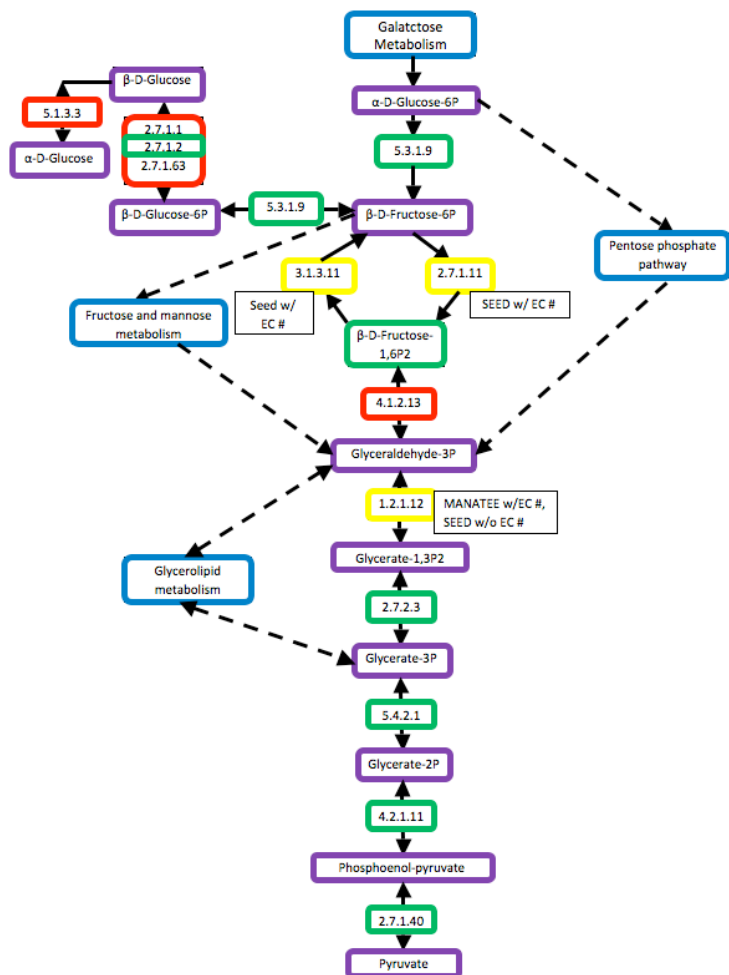 Galatctose
Metabolism
β-D-Glucose
α-D-Glucose-6P
5.1.3.3
2.7.1.1
2.7.1.2
2.7.1.63
α-D-Glucose
5.3.1.9
β-D-Glucose-6P
5.3.1.9
β-D-Fructose-6P
Pentose phosphate
pathway
3.1.3.11
2.7.1.11
Seed w/
EC #
SEED w/ EC #
Fructose and mannose
metabolism
β-D-Fructose-
1,6P2
4.1.2.13
Glyceraldehyde-3P
1.2.1.12
MANATEE w/EC #,
SEED w/o EC #
Glycerate-1,3P2
Glycerolipid
metabolism
2.7.2.3
Glycerate-3P
5.4.2.1
Glycerate-2P
4.2.1.11
Phosphoenol-pyruvate
2.7.1.40
Pyruvate